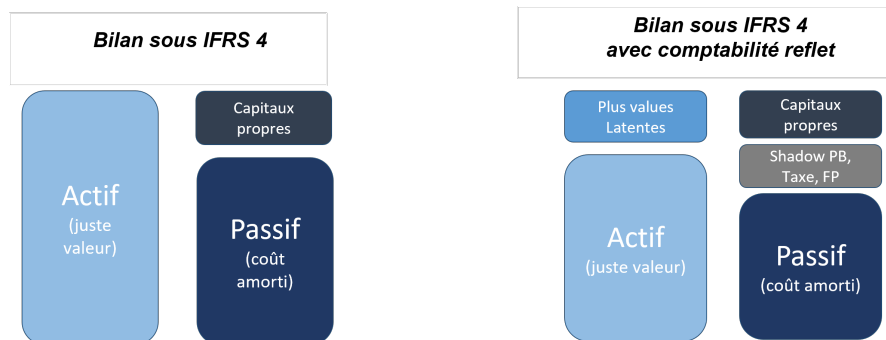 Bilan sous IFRS 4
Capitaux
propres
Actif
(juste
valeur)
Passif
(coût
amorti)
Bilan sous IFRS 4
avec comptabilité reflet
Plus values
Latentes
Capitaux
propres
Shadow PB,
Taxe, FP
Actif
(juste valeur)
Passif
(coût amorti)